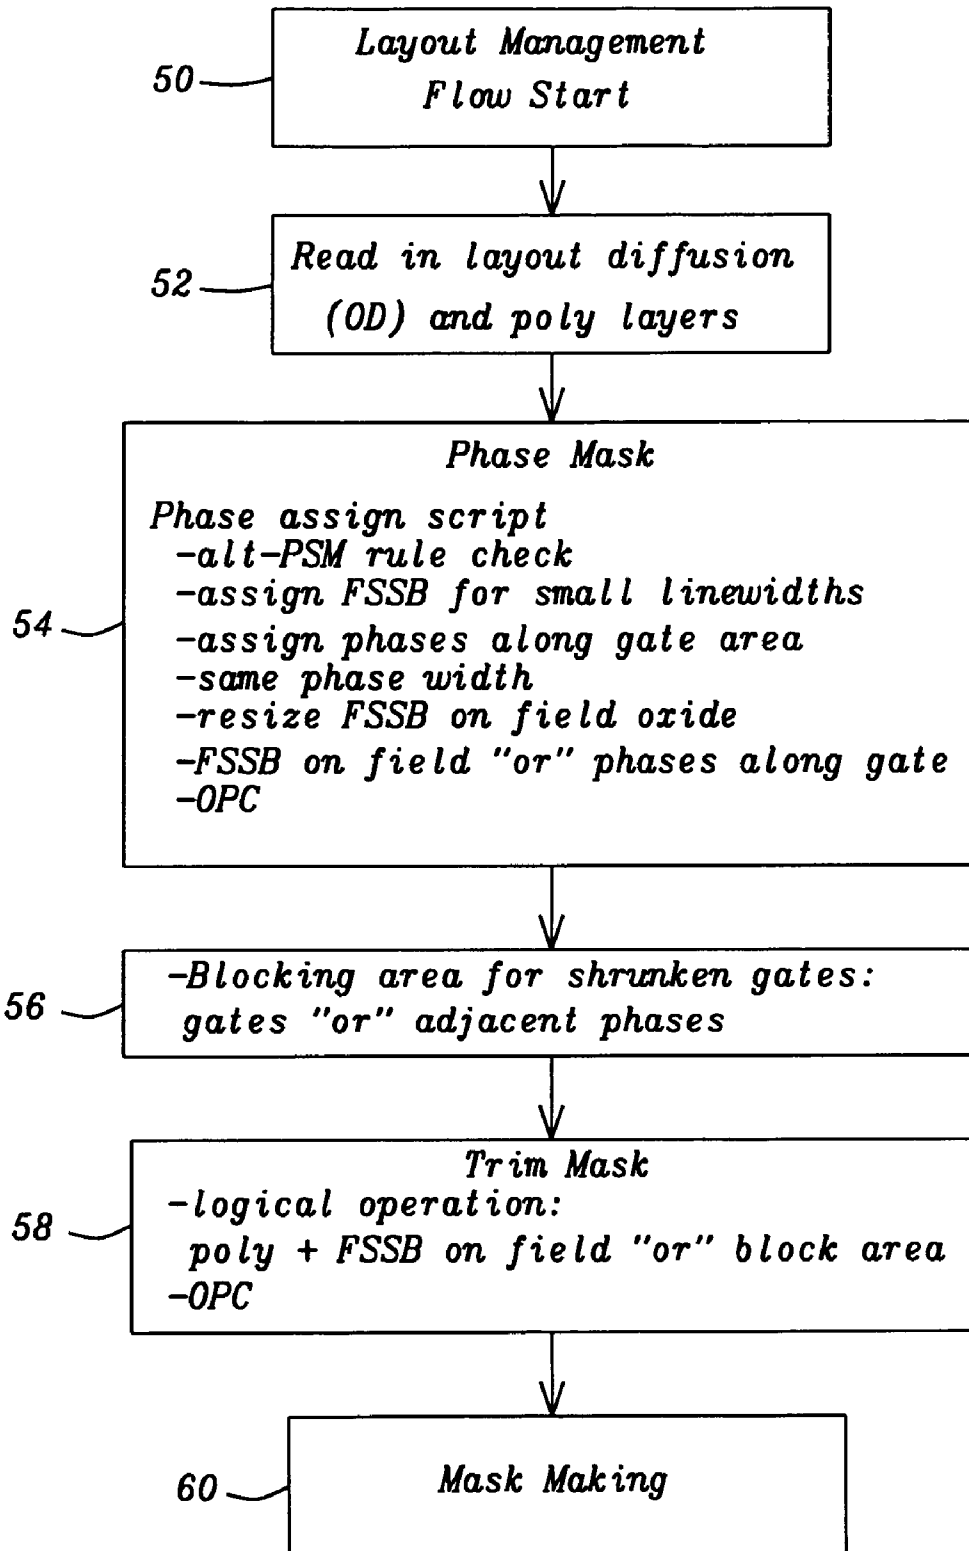 Layout Management
Flow Start
50
Read in layout diffusion
(OD) and poly layers
52
Phase Mask
Phase assign script
-alt-PSM rule check
-assign FSSB for small linewidths
-assign phases along gate area
-same phase width
-resize FSSB on field oxide
-FSSB on field "or" phases along gate
-OPC
54
-Blocking area for shrunken gates:
gates "or" adjacent phases
56
Trim Mask
-logical operation:
poly + FSSB on field "or" block area
-OPC
58
Mask Making
60